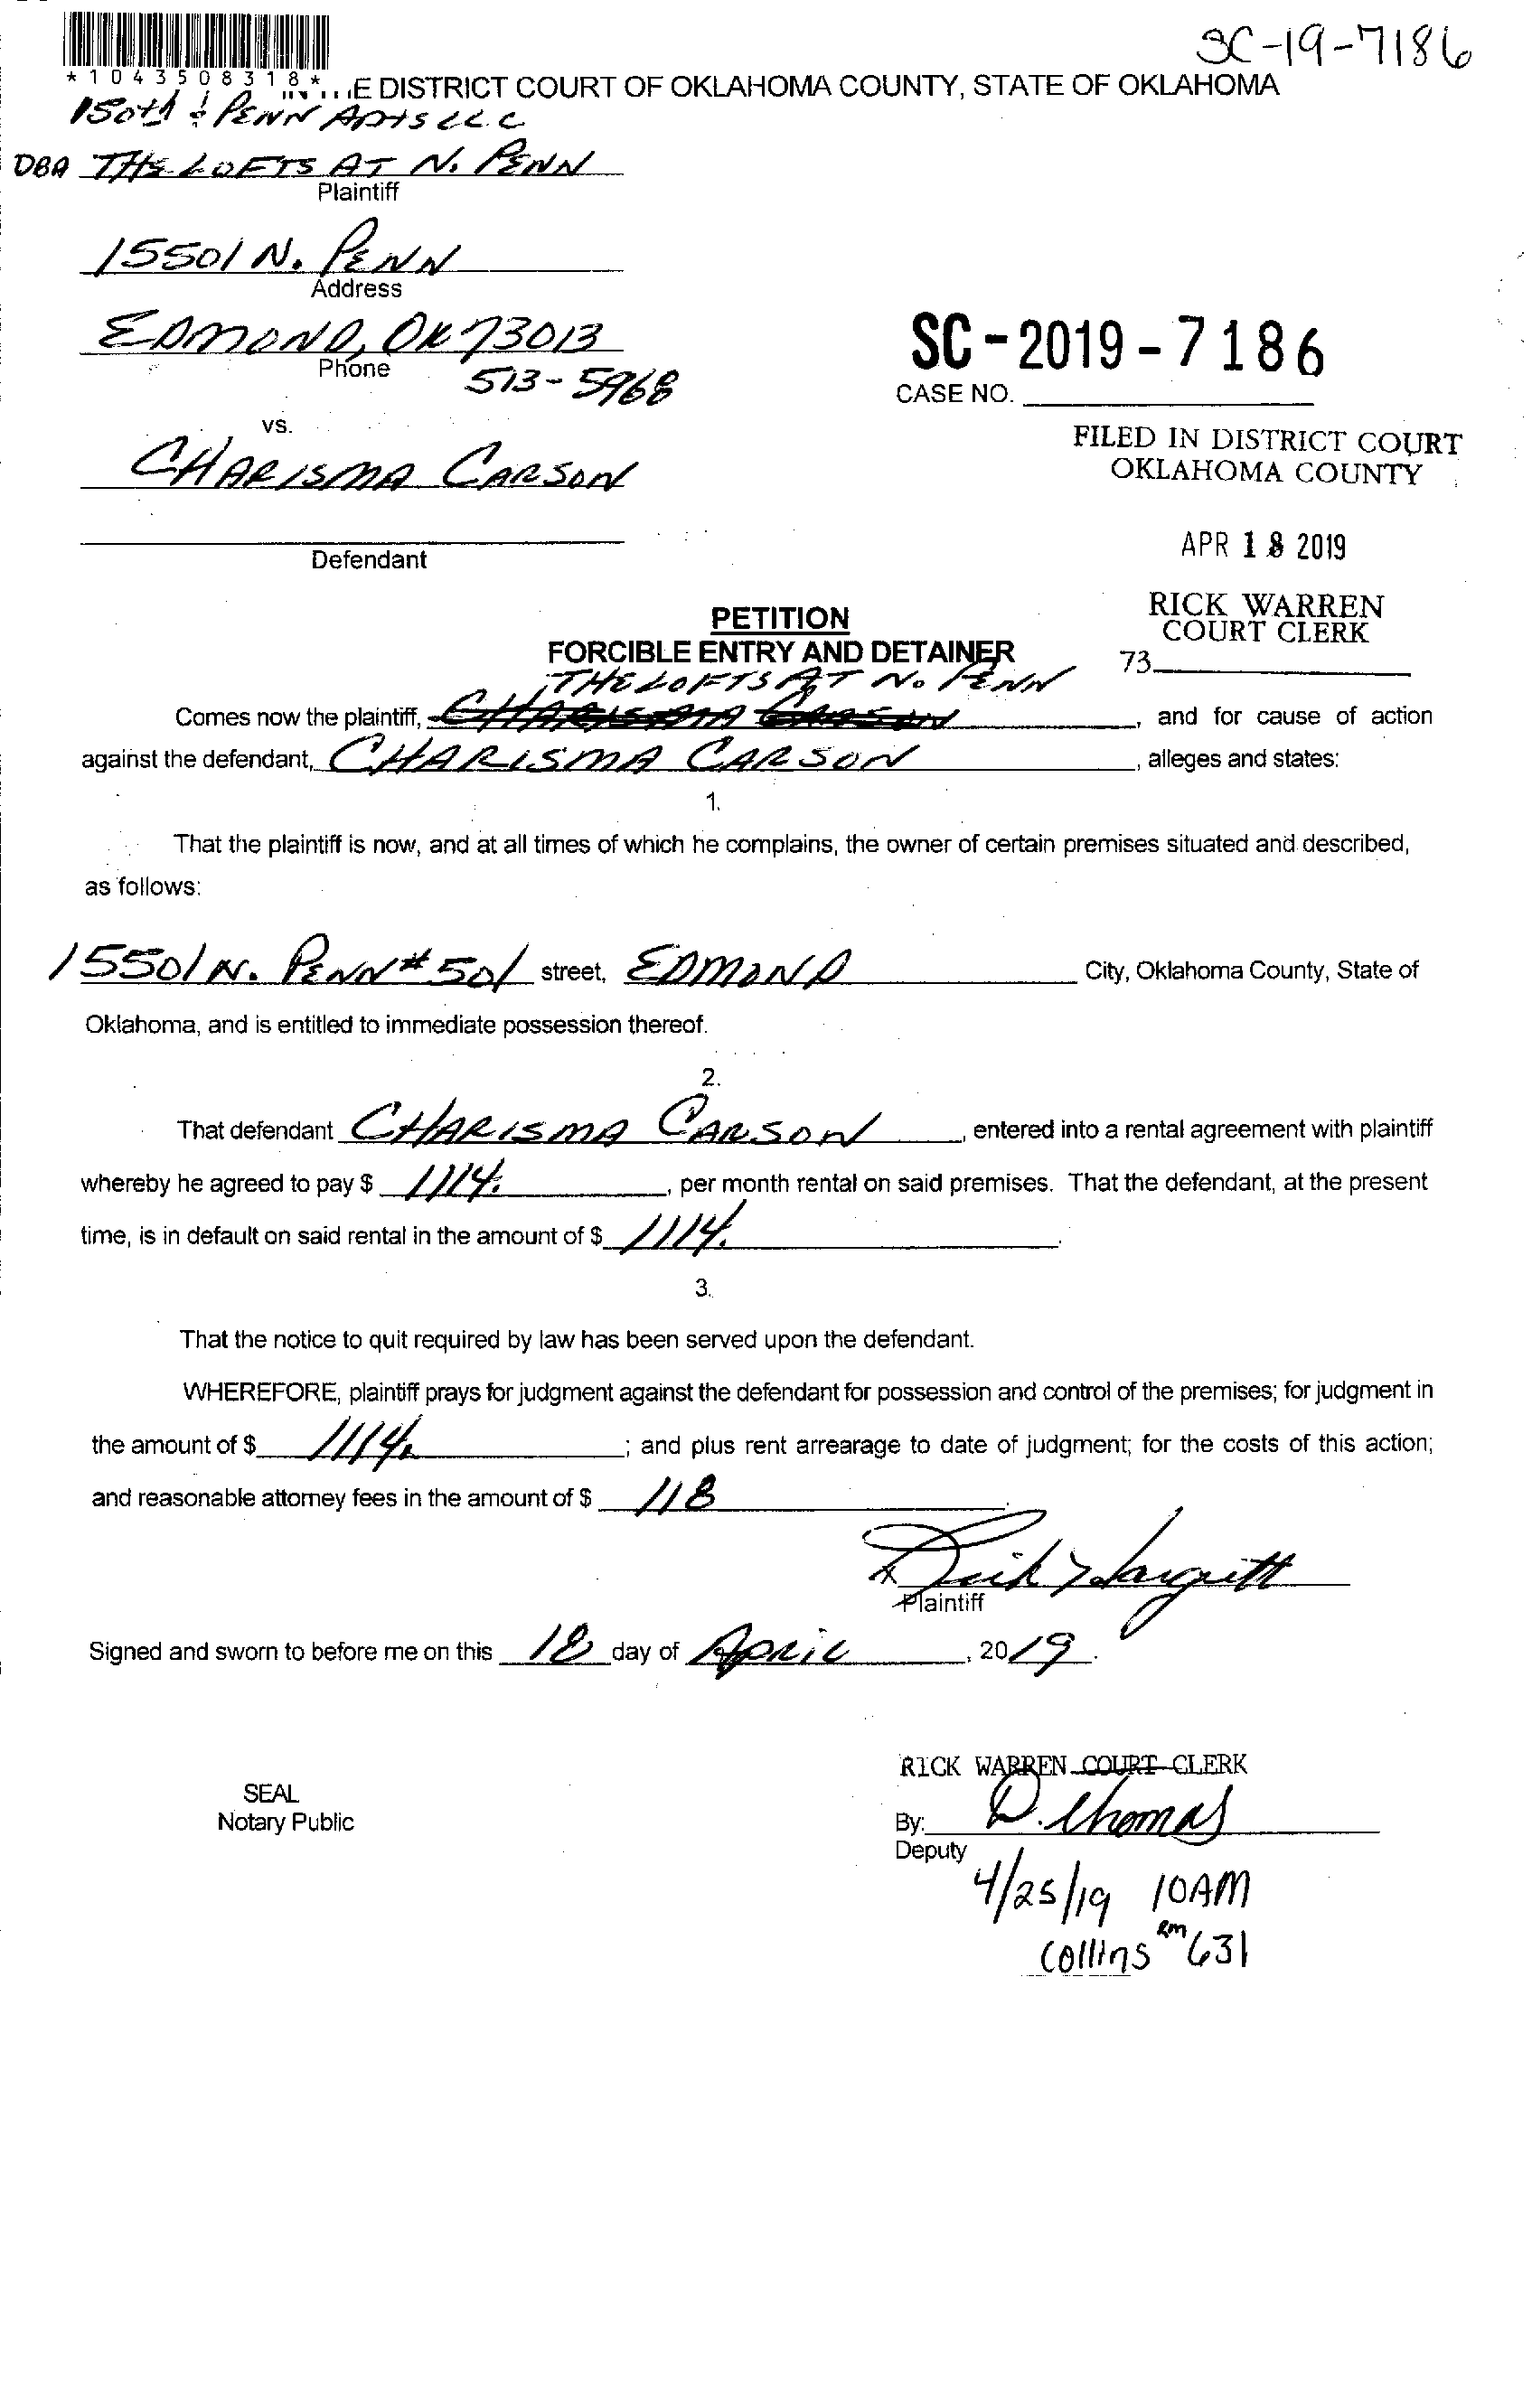 SC-19-7186
*1043508318*
E DISTRICT COURT OF OKLAHOMA COUNTY, STATE OF OKLAHOMA
150th & PENN APTS LLC
DBA THE LOFTS AT N. PENN
Plaintiff
15501 N. PENN
Address
EDMOND, OK 73013
Phone
513-5968
SC-2019-7186
CASE NO.
vs.
FILED IN DISTRICT COURT
OKLAHOMA COUNTY
CHARISMA CARSON
Defendant
APR 18 2019
RICK WARREN
COURT CLERK
73
PETITION
FORCIBLE ENTRY AND DETAINER
THE LOFTS AT N. PENN
Comes now the plaintiff, CHARISMA CARSON, and for cause of action
against the defendant, CHARISMA CARSON, alleges and states:
1.
That the plaintiff is now, and at all times of which he complains, the owner of certain premises situated and described,
as follows:
15501 N. PENN #501 street, EDMOND City, Oklahoma County, State of
Oklahoma, and is entitled to immediate possession thereof.
2.
That defendant CHARISMA CARSON, entered into a rental agreement with plaintiff
whereby he agreed to pay $ 1114., per month rental on said premises. That the defendant, at the present
time, is in default on said rental in the amount of $ 1114.
3.
That the notice to quit required by law has been served upon the defendant.
WHEREFORE, plaintiff prays for judgment against the defendant for possession and control of the premises; for judgment in
the amount of $ 1114.; and plus rent arrearage to date of judgment; for the costs of this action;
and reasonable attorney fees in the amount of $ 118.
Plaintiff
Signed and sworn to before me on this 18 day of APRIL, 2019.
RICK WARREN COURT CLERK
SEAL
Notary Public
By: D. Thomas
Deputy
4/25/19 10AM
Collins rm 631